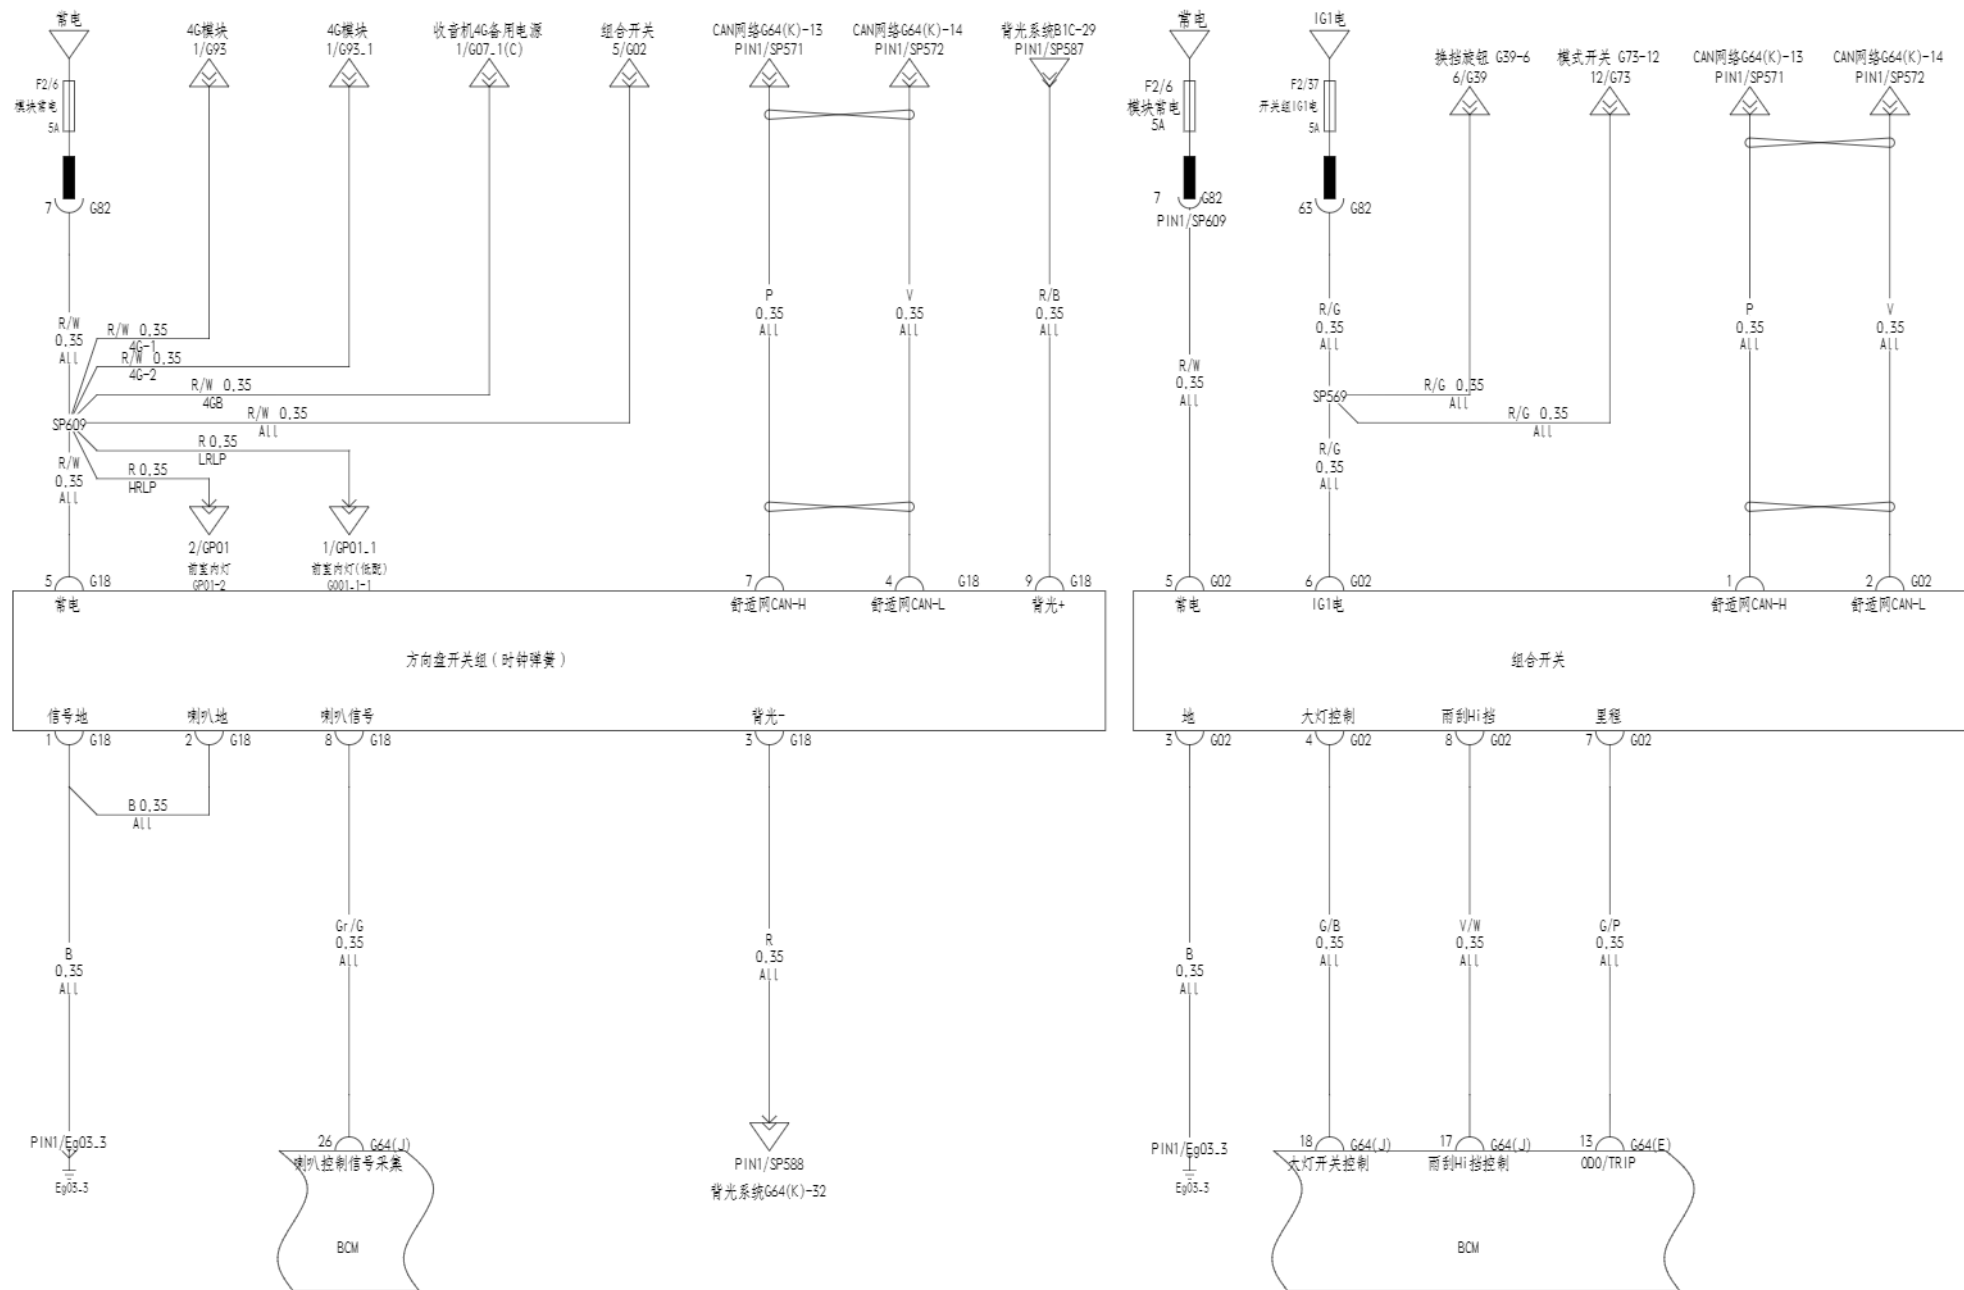 常电
4G模块
1/G93
4G模块
1/G93_1
收音机4G备用电源
1/G07_1(C)
组合开关
5/G02
CAN网络G64(K)-13
PIN1/SP571
CAN网络G64(K)-14
PIN1/SP572
背光系统B1C-29
PIN1/SP587
F2/6
模块常电
5A
7
G82
R/W
0.35
All
R/W 0.35
4G-1
R/W 0.35
4G-2
R/W 0.35
4GB
R/W 0.35
All
SP609
R 0.35
LRLP
R 0.35
HRLP
R/W
0.35
All
P
0.35
All
V
0.35
All
R/B
0.35
All
2/GP01
前室内灯
GP01-2
1/GP01_1
前室内灯(低配)
G001_1-1
5
G18
7
4
G18
9
G18
常电
舒适网CAN-H
舒适网CAN-L
背光+
方向盘开关组（时钟弹簧）
信号地
喇叭地
喇叭信号
背光-
1
G18
2
G18
8
G18
3
G18
B 0.35
All
B
0.35
All
Gr/G
0.35
All
R
0.35
All
PIN1/Eg03_3
Eg03_3
26
G64(J)
喇叭控制信号采集
BCM
PIN1/SP588
背光系统G64(K)-32
常电
IG1电
换挡旋钮 G39-6
6/G39
模式开关 G73-12
12/G73
CAN网络G64(K)-13
PIN1/SP571
CAN网络G64(K)-14
PIN1/SP572
F2/6
模块常电
5A
F2/37
开关组IG1电
5A
7
G82
PIN1/SP609
63
G82
R/W
0.35
All
R/G
0.35
All
SP569
R/G 0.35
All
R/G 0.35
All
R/G
0.35
All
P
0.35
All
V
0.35
All
5
G02
6
G02
1
2
G02
常电
IG1电
舒适网CAN-H
舒适网CAN-L
组合开关
地
大灯控制
雨刮Hi挡
里程
3
G02
4
G02
8
G02
7
G02
B
0.35
All
G/B
0.35
All
V/W
0.35
All
G/P
0.35
All
PIN1/Eg03_3
Eg03_3
18
G64(J)
17
G64(J)
13
G64(E)
大灯开关控制
雨刮Hi挡控制
ODO/TRIP
BCM